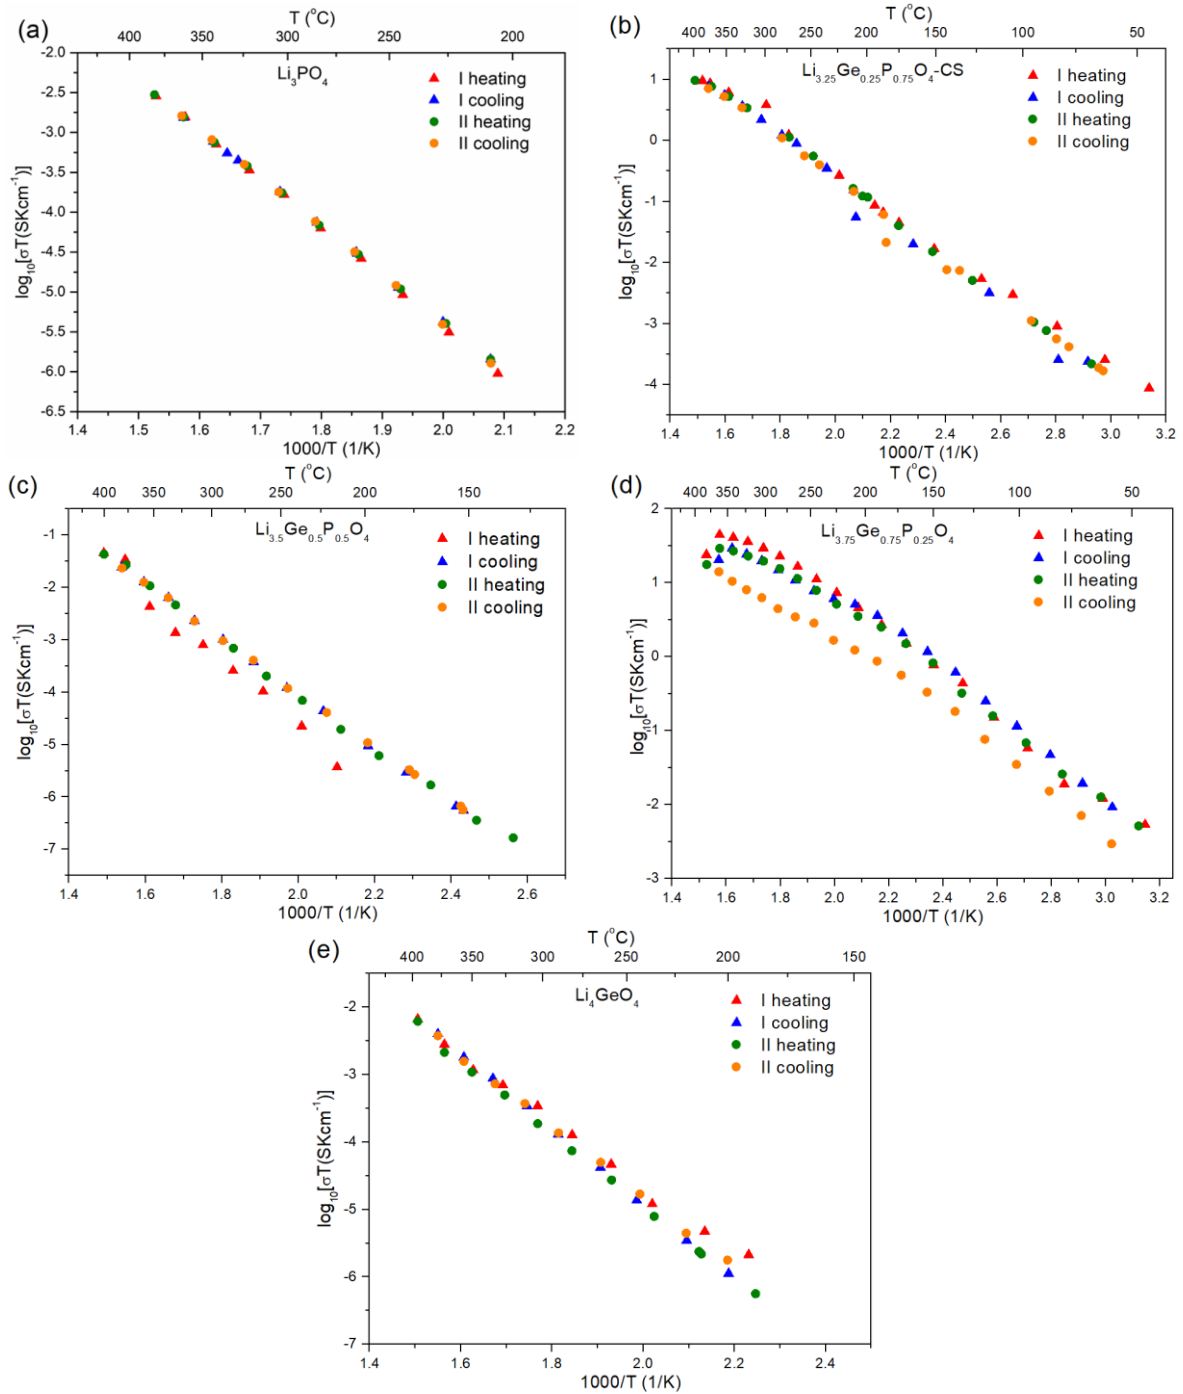 (a)
T (°C)
380 340 300 250 200
-2.0
-2.5
-3.0
-3.5
-4.0
-4.5
-5.0
-5.5
-6.0
-6.5
log₁₀[σT(SKcm⁻¹)]
Li₃PO₄
I heating
I cooling
II heating
II cooling
1.4 1.5 1.6 1.7 1.8 1.9 2.0 2.1 2.2
1000/T (1/K)
(b)
T (°C)
400 350 300 250 200 150 100 50
1
0
-1
-2
-3
-4
log₁₀[σT(SKcm⁻¹)]
Li₃.₂₅Ge₀.₂₅P₀.₇₅O₄-CS
I heating
I cooling
II heating
II cooling
1.4 1.6 1.8 2.0 2.2 2.4 2.6 2.8 3.0 3.2
1000/T (1/K)
(c)
T (°C)
400 350 300 250 200 150
-1
-2
-3
-4
-5
-6
-7
log₁₀[σT(SKcm⁻¹)]
Li₃.₅Ge₀.₅P₀.₅O₄
I heating
I cooling
II heating
II cooling
1.4 1.6 1.8 2.0 2.2 2.4 2.6
1000/T (1/K)
(d)
T (°C)
400 350 300 250 200 150 100 50
2
1
0
-1
-2
-3
log₁₀[σT(SKcm⁻¹)]
Li₃.₇₅Ge₀.₇₅P₀.₂₅O₄
I heating
I cooling
II heating
II cooling
1.4 1.6 1.8 2.0 2.2 2.4 2.6 2.8 3.0 3.2
1000/T (1/K)
(e)
T (°C)
400 350 300 250 200 150
-2
-3
-4
-5
-6
-7
log₁₀[σT(SKcm⁻¹)]
Li₄GeO₄
I heating
I cooling
II heating
II cooling
1.4 1.6 1.8 2.0 2.2 2.4
1000/T (1/K)